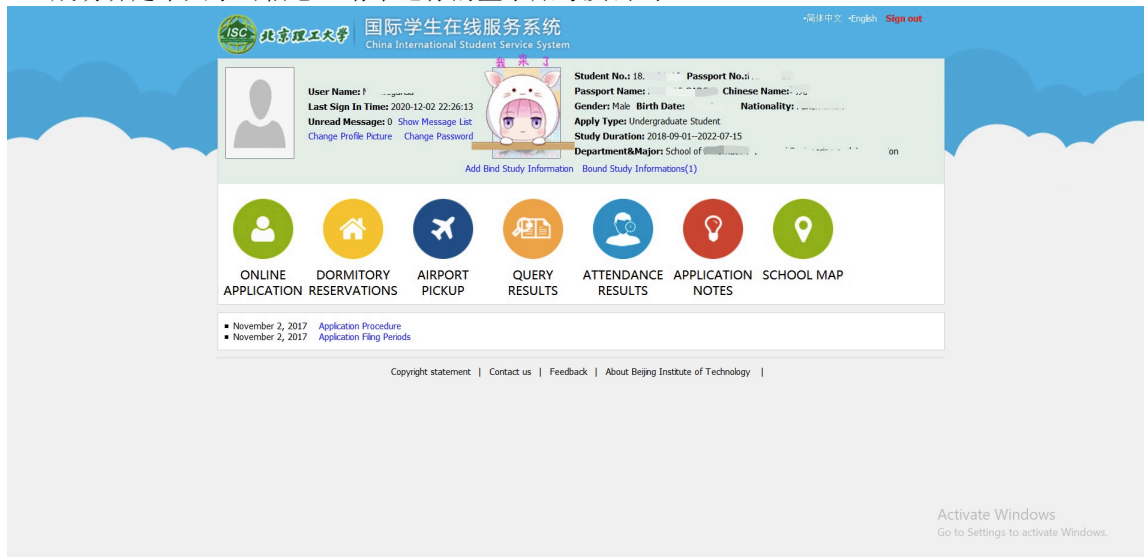 ISC 北京理工大学 国际学生在线服务系统
China International Student Service System
·简体中文 ·English Sign out
我来了
User Name:
Last Sign In Time: 2020-12-02 22:26:13
Unread Message: 0 Show Message List
Change Profile Picture Change Password
Student No.: 18. Passport No.:
Passport Name: Chinese Name:
Gender: Male Birth Date: Nationality:
Apply Type: Undergraduate Student
Study Duration: 2018-09-01--2022-07-15
Department&Major: School of on
Add Bind Study Information Bound Study Informations(1)
ONLINE APPLICATION
DORMITORY RESERVATIONS
AIRPORT PICKUP
QUERY RESULTS
ATTENDANCE RESULTS
APPLICATION NOTES
SCHOOL MAP
▪ November 2, 2017 Application Procedure
▪ November 2, 2017 Application Filing Periods
Copyright statement | Contact us | Feedback | About Beijing Institute of Technology |
Activate Windows
Go to Settings to activate Windows.